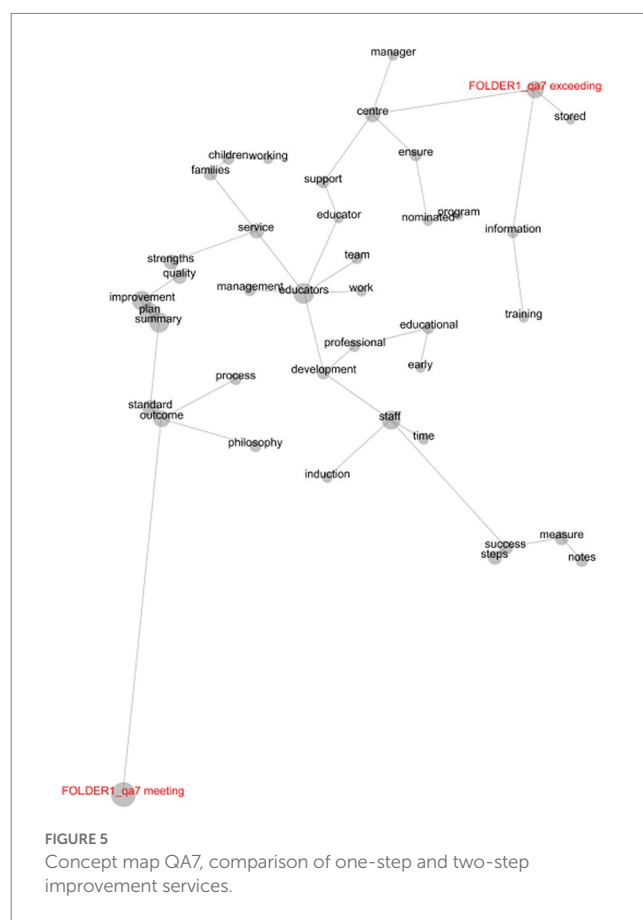 manager
FOLDER1_qa7 exceeding
centre
stored
ensure
childrenworking
families
support
program
nominated
educator
service
information
team
strengths
quality
management
educators
work
improvement
plan
summary
training
educational
professional
development
early
process
standard
outcome
staff
time
philosophy
induction
measure
success
steps
notes
FOLDER1_qa7 meeting
FIGURE 5
Concept map QA7, comparison of one-step and two-step
improvement services.